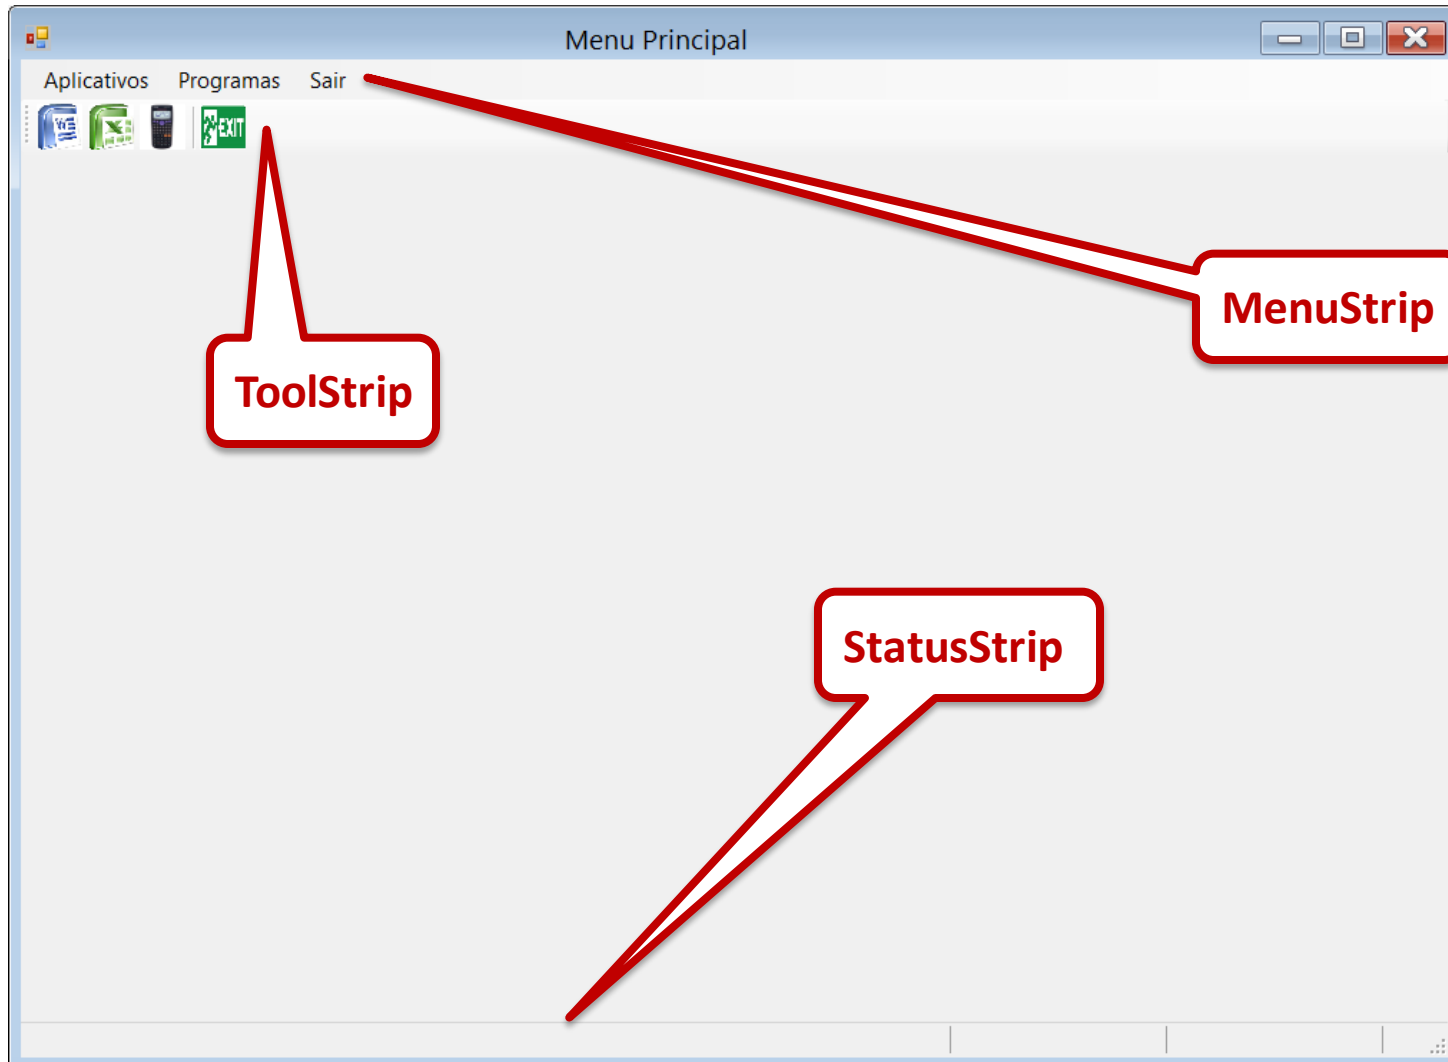 Menu Principal
Aplicativos Programas Sair
EXIT
MenuStrip
ToolStrip
StatusStrip